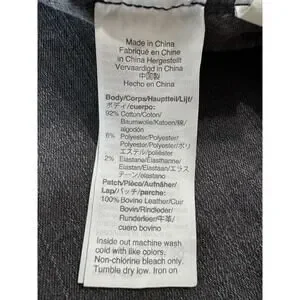 Made in China
Fabriqué en Chine
in China Hergestellt
Vervaardigd in China
中国製
Hecho en China
Body/Corps/Hauptteil/Lijf/
ボディ/cuerpo:
92% Cotton/Coton/
Baumwolle/Katoen/綿/
algodón
6% Polyester/Polyester/
Polyester/Polyester/ポリ
エステル/poliéster
2% Elastane/Élasthanne/
Elastan/Elastaan/エラス
テーン/elastano
Patch/Pièce/Aufnäher/
Lap/パッチ/perche:
100% Bovine Leather/Cuir
Bovin/Rindleder/
Runderleer/牛革/
cuero bovino
Inside out machine wash
cold with like colors.
Non-chlorine bleach only.
Tumble dry low. Iron on